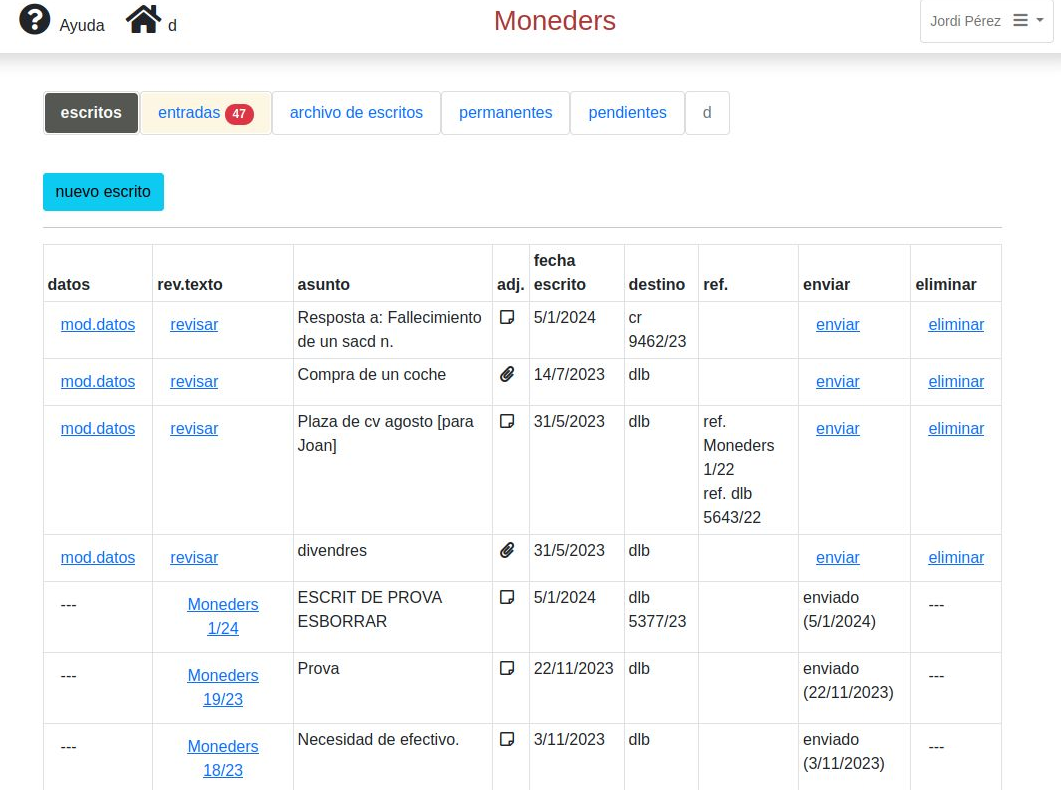 Ayuda d Moneders Jordi Pérez
escritos entradas 47 archivo de escritos permanentes pendientes d
nuevo escrito
fecha
datos rev.texto asunto adj. escrito destino ref. enviar eliminar
mod.datos revisar Resposta a: Fallecimiento 5/1/2024 cr enviar eliminar
de un sacd n. 9462/23
mod.datos revisar Compra de un coche 14/7/2023 dlb enviar eliminar
mod.datos revisar Plaza de cv agosto [para 31/5/2023 dlb ref. enviar eliminar
Joan] Moneders
1/22
ref. dlb
5643/22
mod.datos revisar divendres 31/5/2023 dlb enviar eliminar
--- Moneders ESCRIT DE PROVA 5/1/2024 dlb enviado ---
1/24 ESBORRAR 5377/23 (5/1/2024)
--- Moneders Prova 22/11/2023 dlb enviado ---
19/23 (22/11/2023)
--- Moneders Necesidad de efectivo. 3/11/2023 dlb enviado ---
18/23 (3/11/2023)